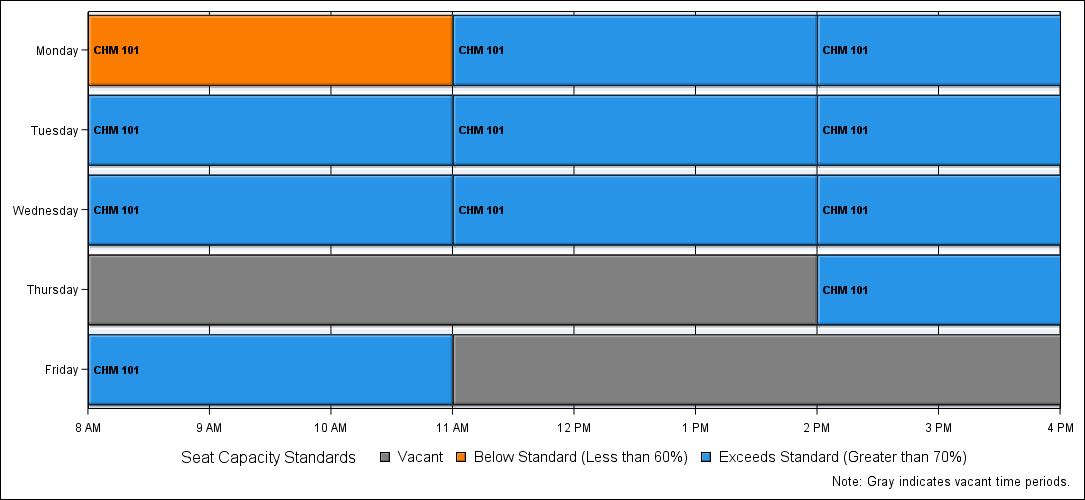 Monday
CHM 101
CHM 101
CHM 101
Tuesday
CHM 101
CHM 101
CHM 101
Wednesday
CHM 101
CHM 101
CHM 101
Thursday
CHM 101
Friday
CHM 101
8 AM
9 AM
10 AM
11 AM
12 PM
1 PM
2 PM
3 PM
4 PM
Seat Capacity Standards
Vacant
Below Standard (Less than 60%)
Exceeds Standard (Greater than 70%)
Note: Gray indicates vacant time periods.